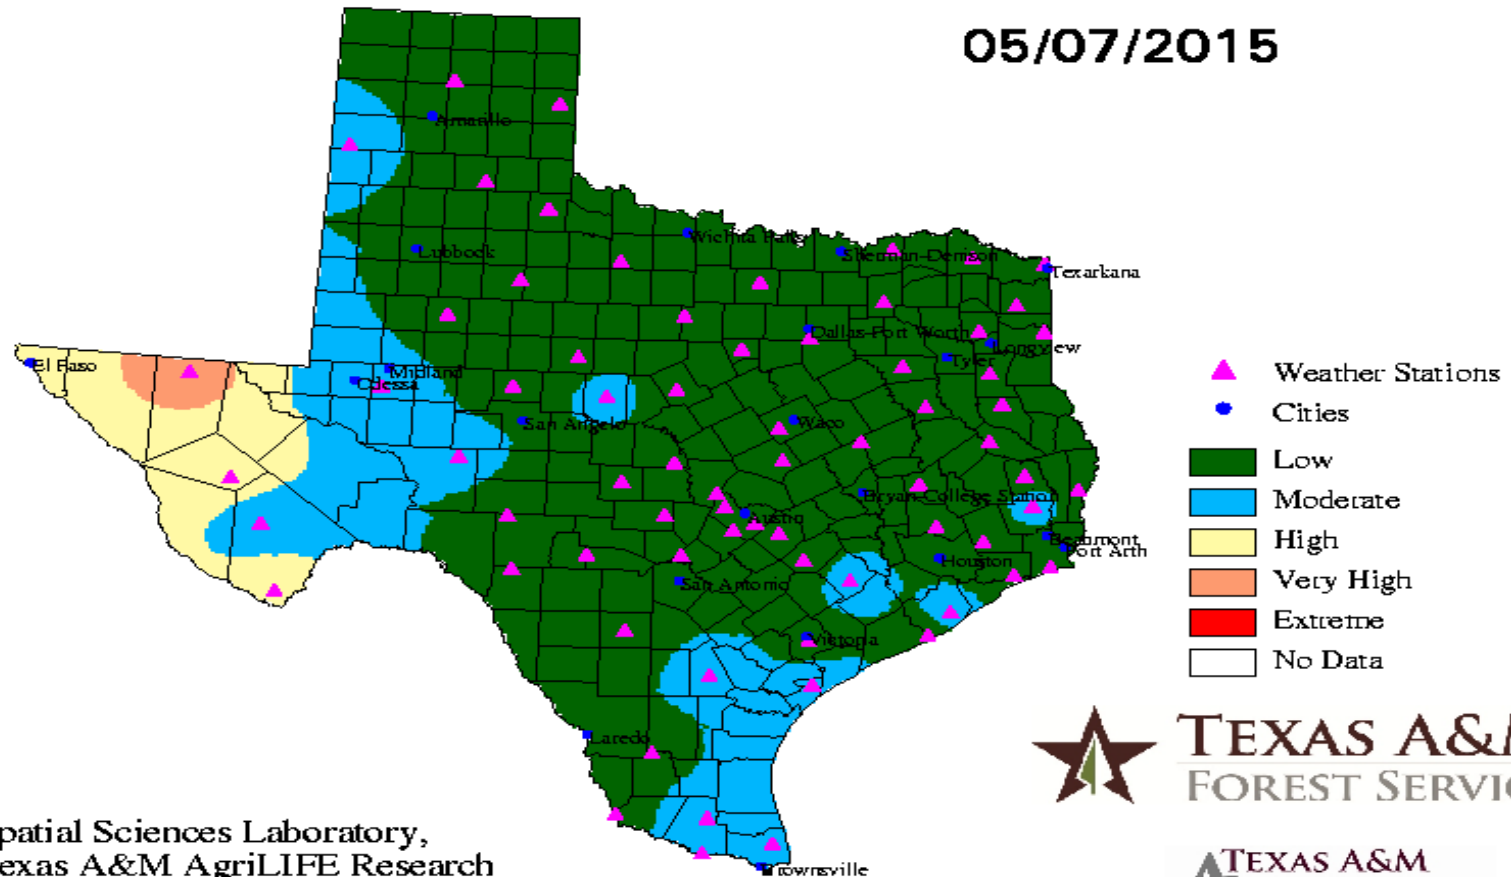 05/07/2015
Amarillo
Wichita Falls
Lubbock
Sherman-Denison
Texarkana
Dallas-Fort Worth
Longview
Tyler
El Paso
Midland
Odessa
San Angelo
Waco
Bryan-College Station
Austin
Beaumont
Port Arth
Houston
San Antonio
Victoria
Laredo
rownsville
Weather Stations
Cities
Low
Moderate
High
Very High
Extreme
No Data
TEXAS A&M
FOREST SERVIC
patial Sciences Laboratory,
exas A&M AgriLIFE Research
TEXAS A&M